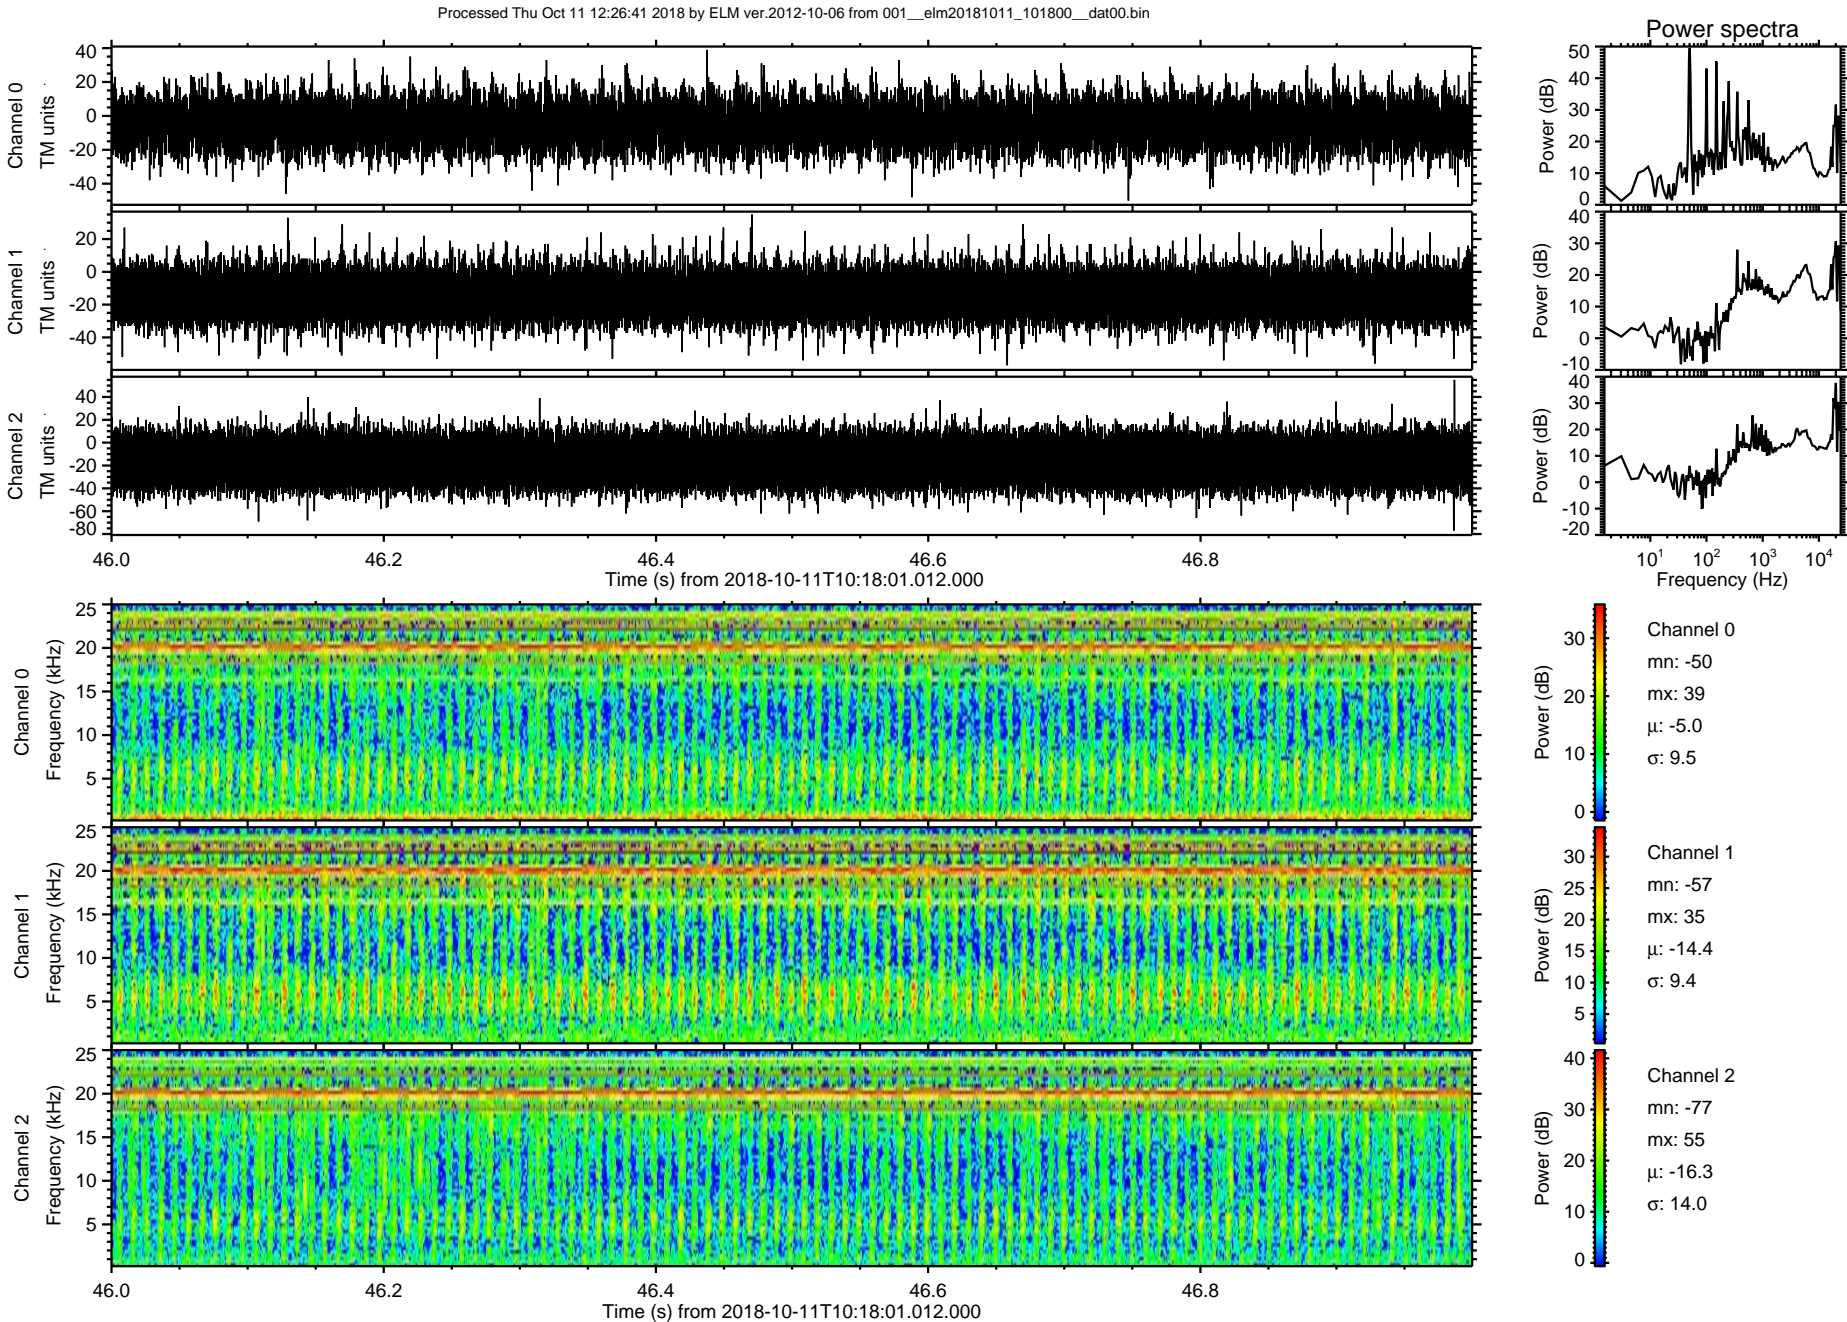 Processed Thu Oct 11 12:26:41 2018 by ELM ver.2012-10-06 from 001__elm20181011_101800__dat00.bin
Power spectra
Channel 0
TM units
40
20
0
-20
-40
Power (dB)
50
40
30
20
10
0
Channel 1
TM units
20
0
-20
-40
Power (dB)
40
30
20
10
0
-10
Channel 2
TM units
40
20
0
-20
-40
-60
-80
Power (dB)
40
30
20
10
0
-10
-20
46.0 46.2 46.4 46.6 46.8
Time (s) from 2018-10-11T10:18:01.012.000
10¹ 10² 10³ 10⁴
Frequency (Hz)
Channel 0
Frequency (kHz)
25
20
15
10
5
Power (dB)
30
20
10
0
Channel 0
mn: -50
mx: 39
μ: -5.0
σ: 9.5
Channel 1
Frequency (kHz)
25
20
15
10
5
Power (dB)
30
25
20
15
10
5
Channel 1
mn: -57
mx: 35
μ: -14.4
σ: 9.4
Channel 2
Frequency (kHz)
25
20
15
10
5
Power (dB)
40
30
20
10
0
Channel 2
mn: -77
mx: 55
μ: -16.3
σ: 14.0
46.0 46.2 46.4 46.6 46.8
Time (s) from 2018-10-11T10:18:01.012.000